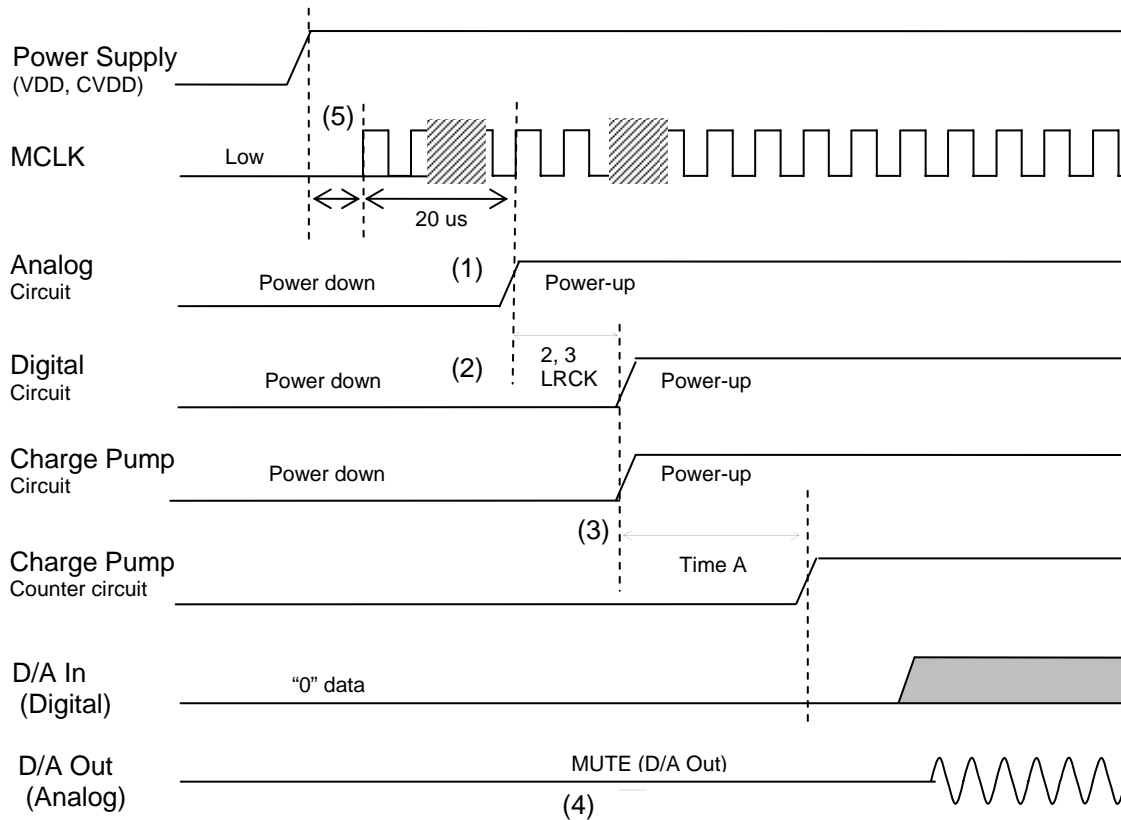 Power Supply
(VDD, CVDD)
(5)
MCLK
Low
20 us
Analog
Circuit
Power down
(1)
Power-up
Digital
Circuit
Power down
(2)
2, 3
LRCK
Power-up
Charge Pump
Circuit
Power down
Power-up
(3)
Charge Pump
Counter circuit
Time A
D/A In
(Digital)
“0” data
D/A Out
(Analog)
MUTE (D/A Out)
(4)